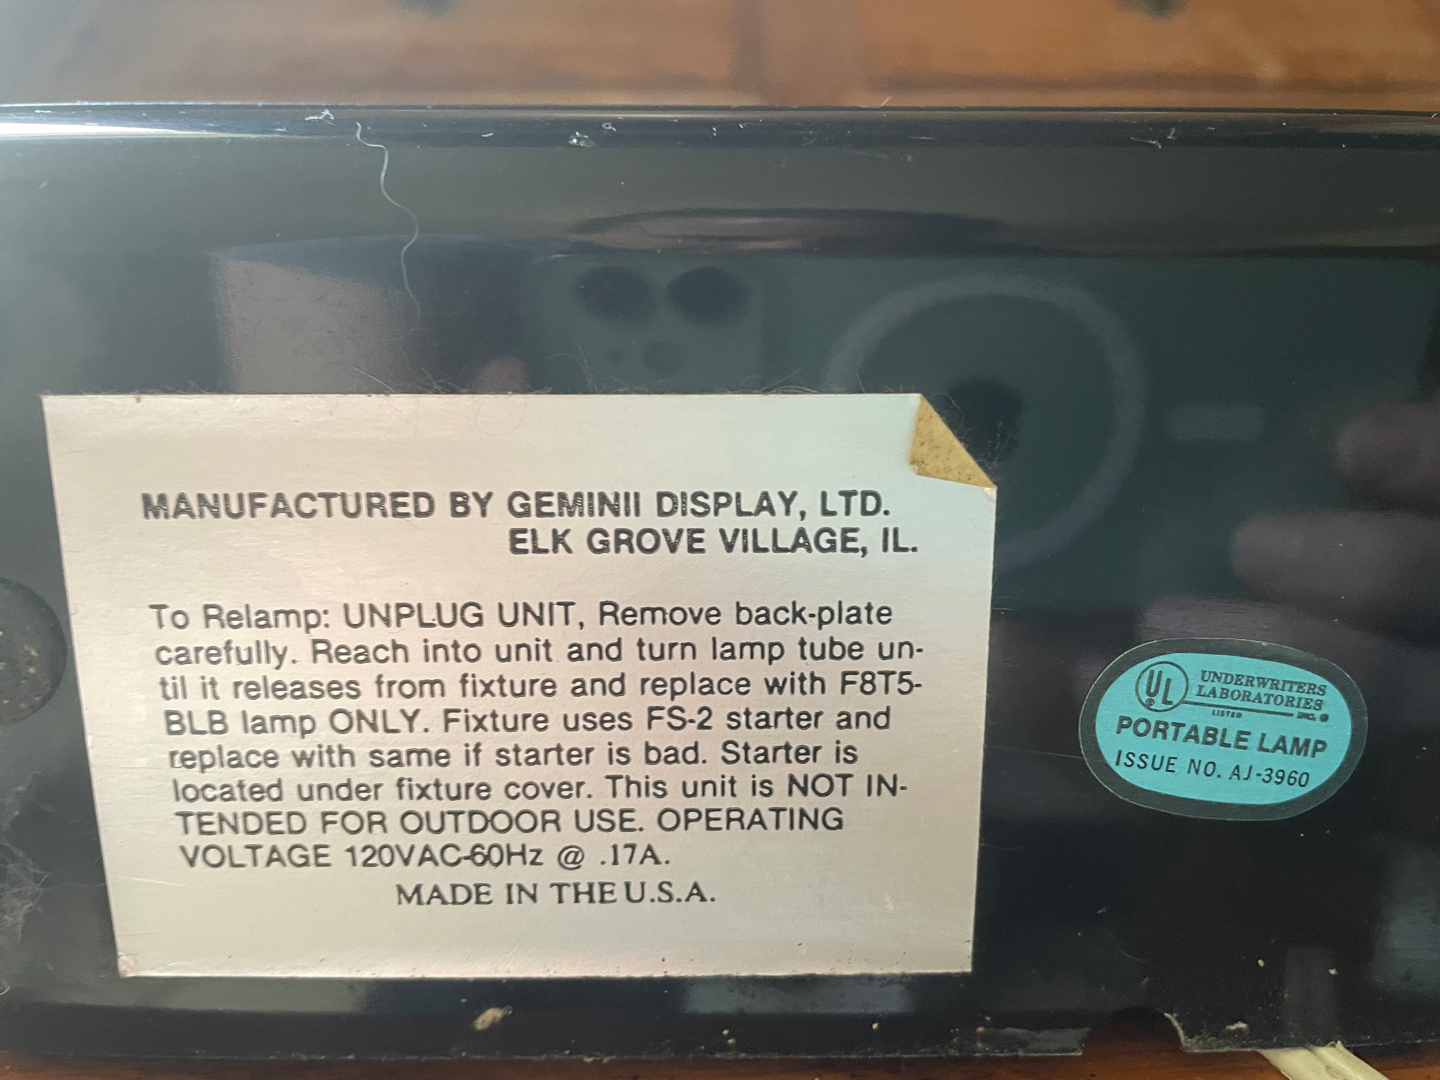 MANUFACTURED BY GEMINII DISPLAY, LTD.
ELK GROVE VILLAGE, IL.
To Relamp: UNPLUG UNIT, Remove back-plate
carefully. Reach into unit and turn lamp tube un-
til it releases from fixture and replace with F8T5-
BLB lamp ONLY. Fixture uses FS-2 starter and
replace with same if starter is bad. Starter is
located under fixture cover. This unit is NOT IN-
TENDED FOR OUTDOOR USE. OPERATING
VOLTAGE 120VAC-60Hz @ .17A.
MADE IN THE U.S.A.
UL ® UNDERWRITERS
LABORATORIES
LISTED INC. ®
PORTABLE LAMP
ISSUE NO. AJ-3960